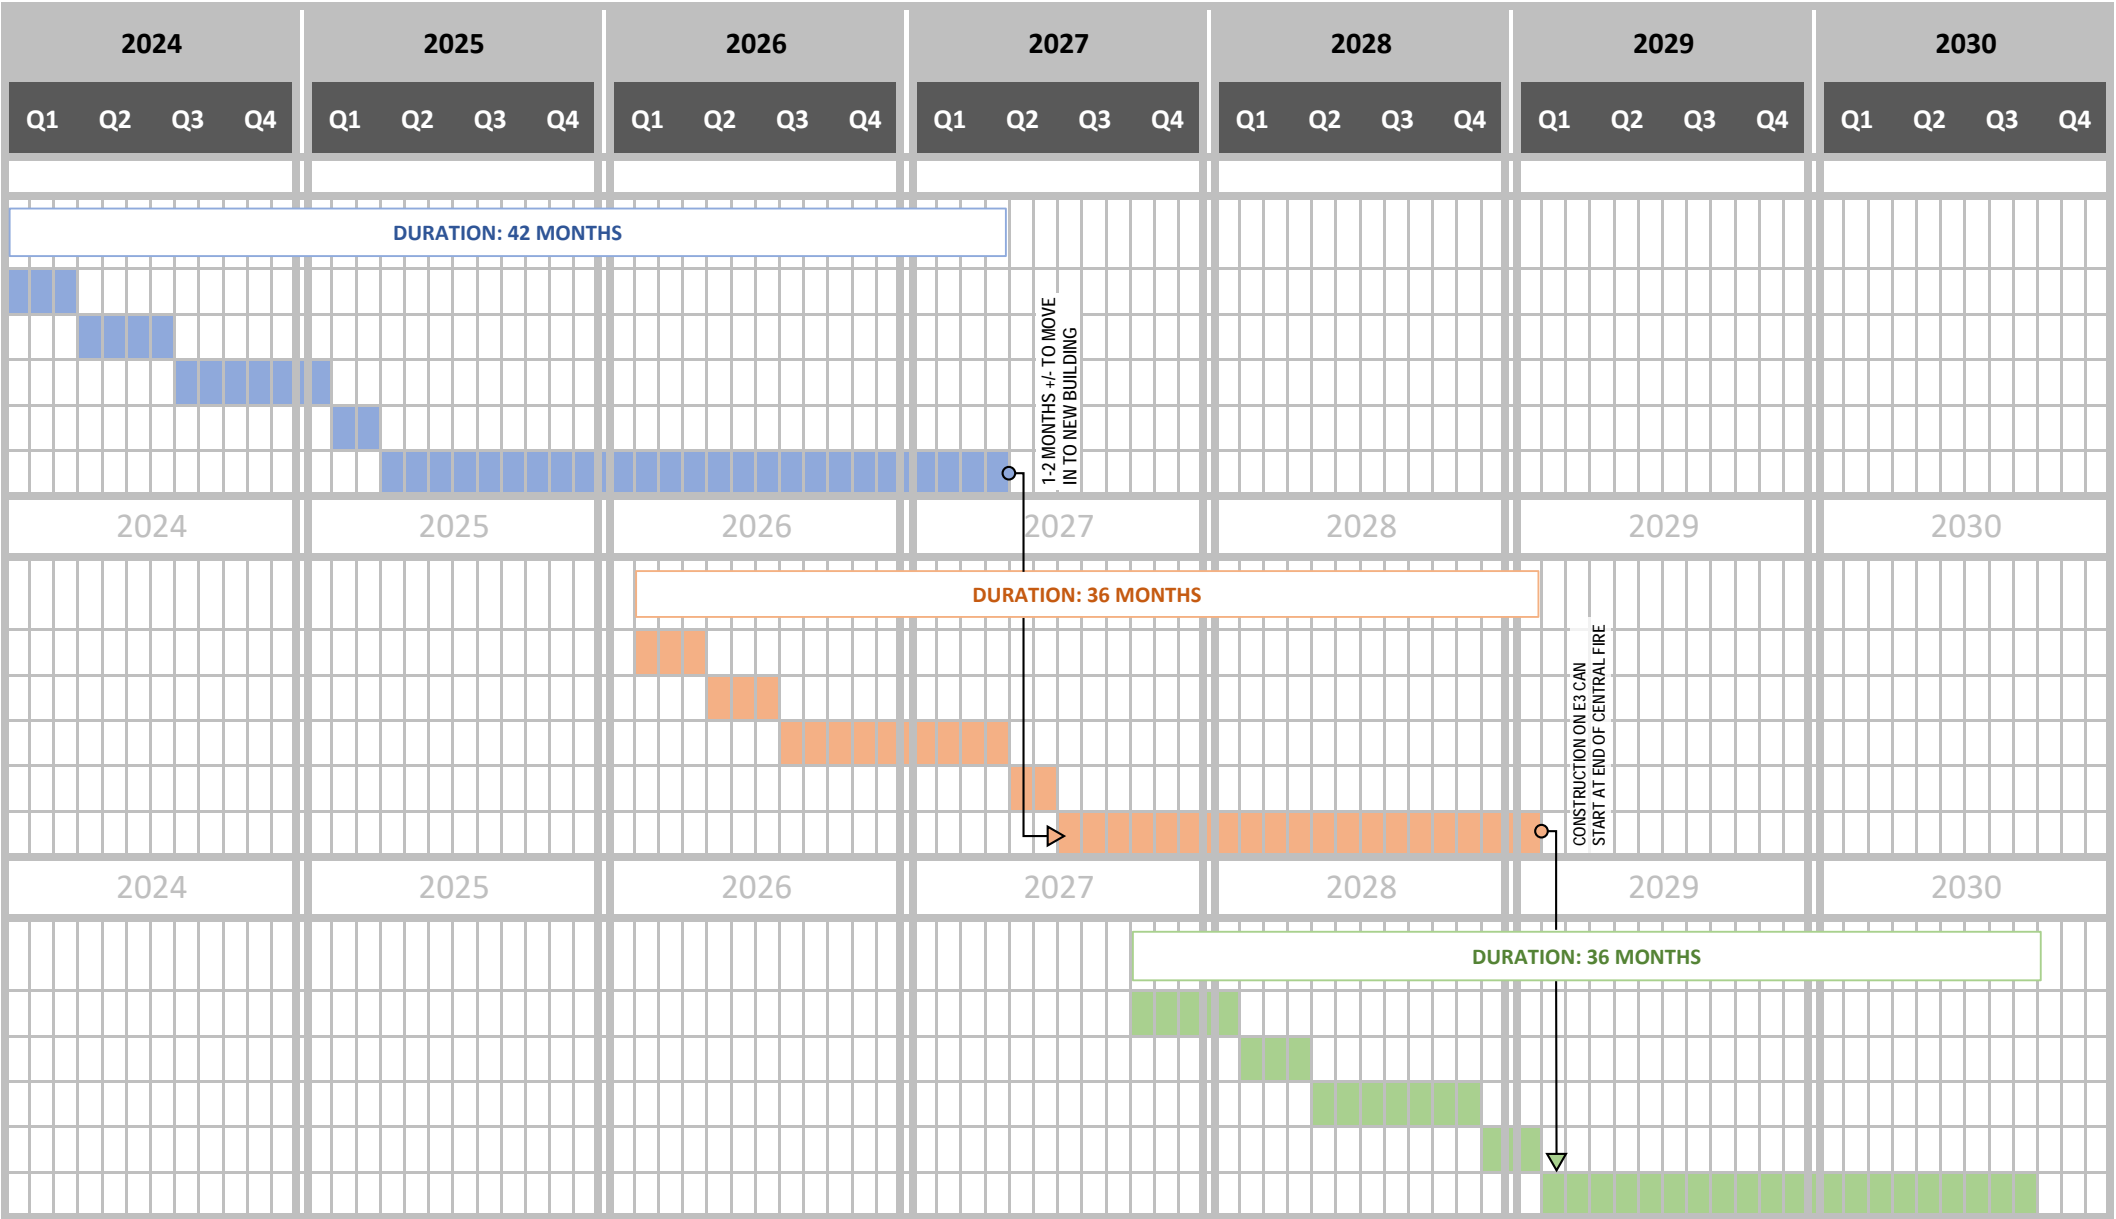 2024 2025 2026 2027 2028 2029 2030
Q1 Q2 Q3 Q4 Q1 Q2 Q3 Q4 Q1 Q2 Q3 Q4 Q1 Q2 Q3 Q4 Q1 Q2 Q3 Q4 Q1 Q2 Q3 Q4 Q1 Q2 Q3 Q4
DURATION: 42 MONTHS
1-2 MONTHS +/- TO MOVE
IN TO NEW BUILDING
2024 2025 2026 2027 2028 2029 2030
DURATION: 36 MONTHS
CONSTRUCTION ON E3 CAN
START AT END OF CENTRAL FIRE
2024 2025 2026 2027 2028 2029 2030
DURATION: 36 MONTHS